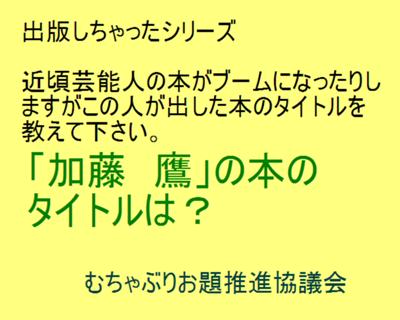 出版しちゃったシリーズ
近頃芸能人の本がブームになったりし
ますがこの人が出した本のタイトルを
教えて下さい。
「加藤　鷹」の本の
タイトルは？
むちゃぶりお題推進協議会